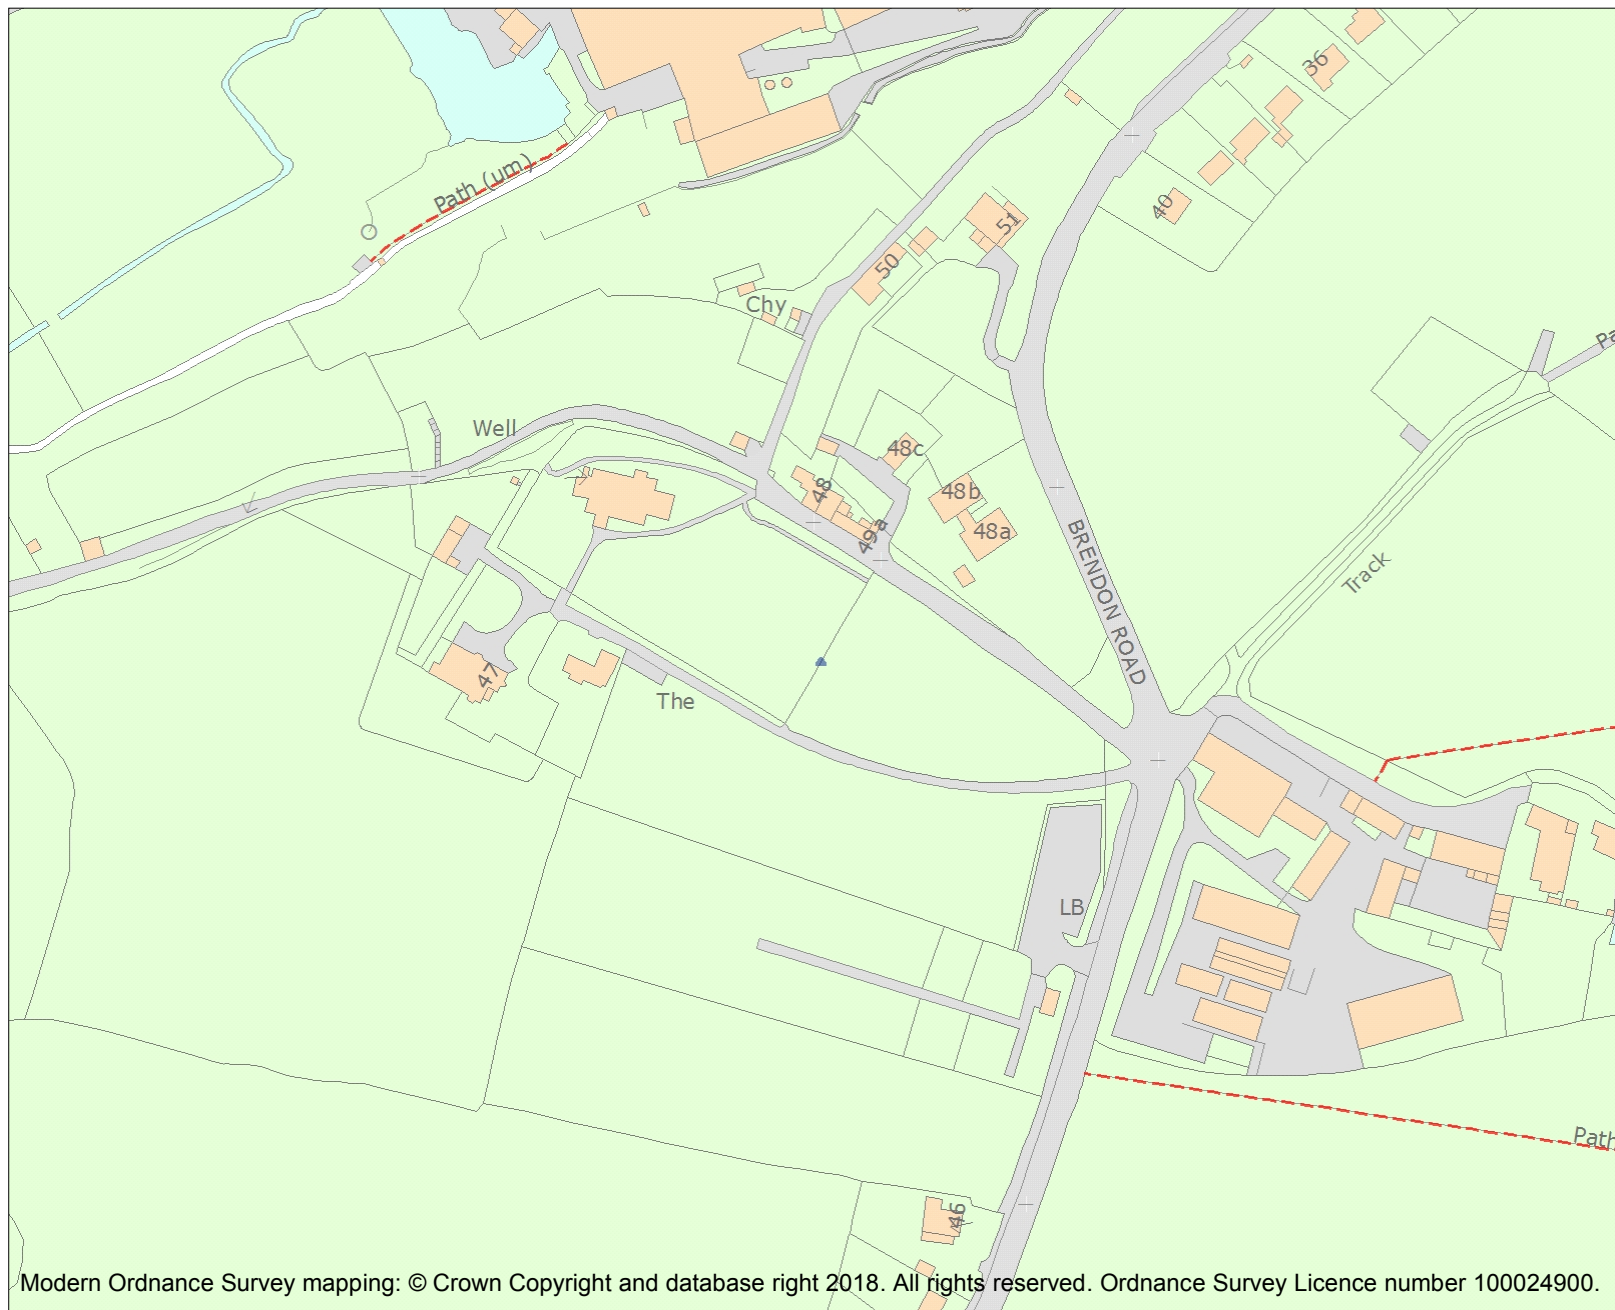 36
Path (um)
40
51
50
Chy
Pa
Well
48c
48
48b
49a
48a
BRENDON ROAD
Track
47
The
LB
Path
46
Modern Ordnance Survey mapping: © Crown Copyright and database right 2018. All rights reserved. Ordnance Survey Licence number 100024900.